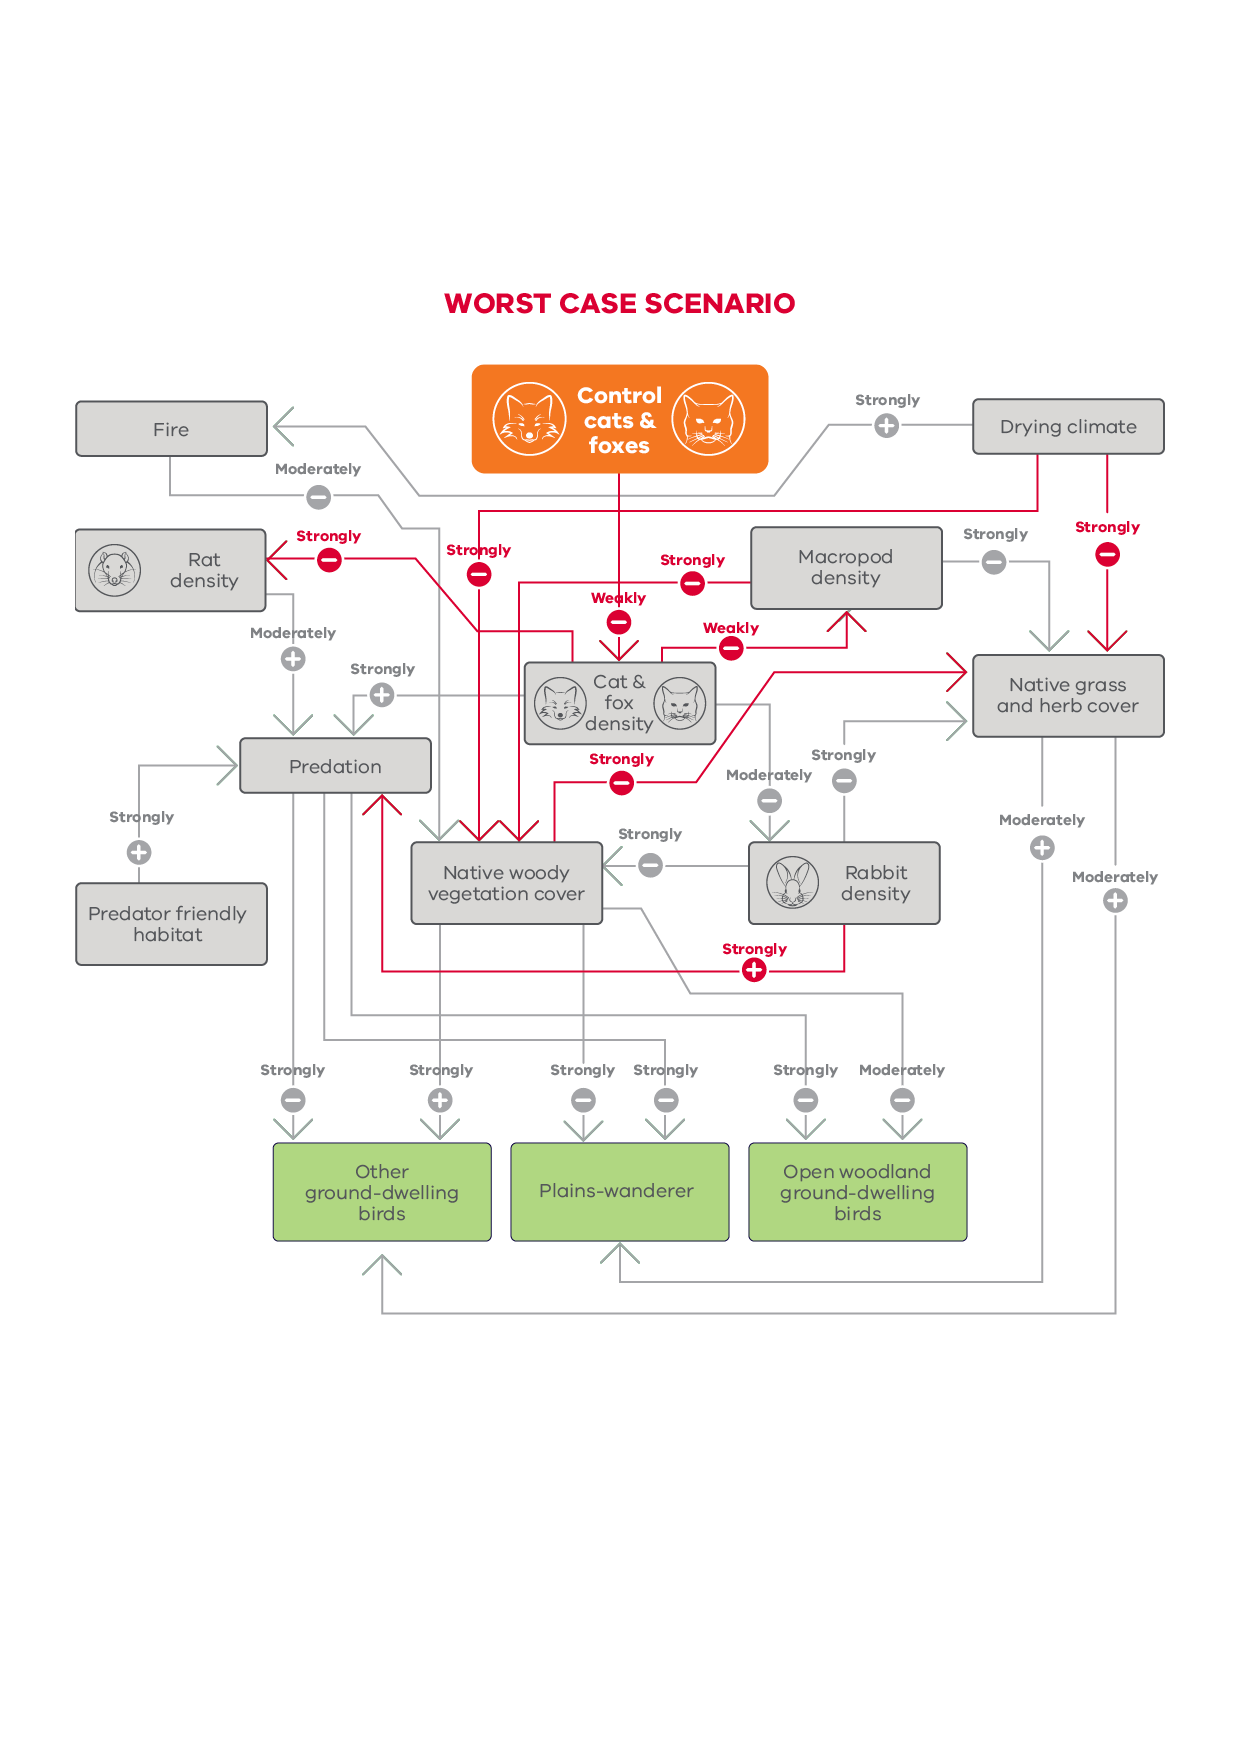 WORST CASE SCENARIO
Control
cats &
foxes
Strongly
Fire
Drying climate
Moderately
Strongly
Strongly
Strongly
Strongly
Strongly
Rat
density
Macropod
density
Weakly
Weakly
Moderately
Strongly
Cat &
fox
density
Native grass
and herb cover
Strongly
Strongly
Moderately
Predation
Strongly
Strongly
Moderately
Native woody
vegetation cover
Rabbit
density
Moderately
Predator friendly
habitat
Strongly
Strongly
Strongly
Strongly
Strongly
Strongly
Moderately
Other
ground-dwelling
birds
Plains-wanderer
Open woodland
ground-dwelling
birds